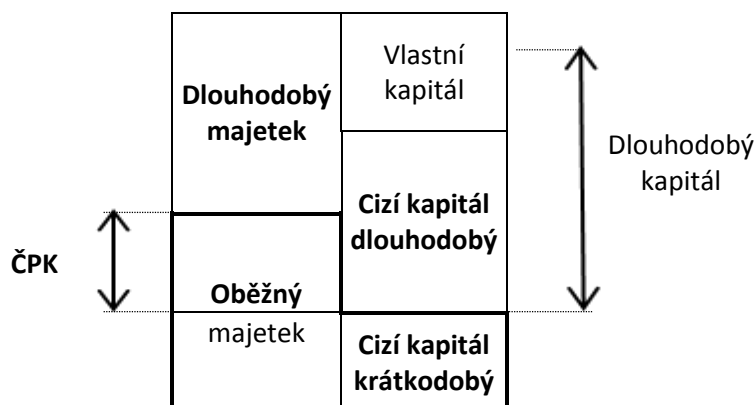 Dlouhodobý
majetek
Vlastní
kapitál
Dlouhodobý
kapitál
Cizí kapitál
dlouhodobý
ČPK
Oběžný
majetek
Cizí kapitál
krátkodobý